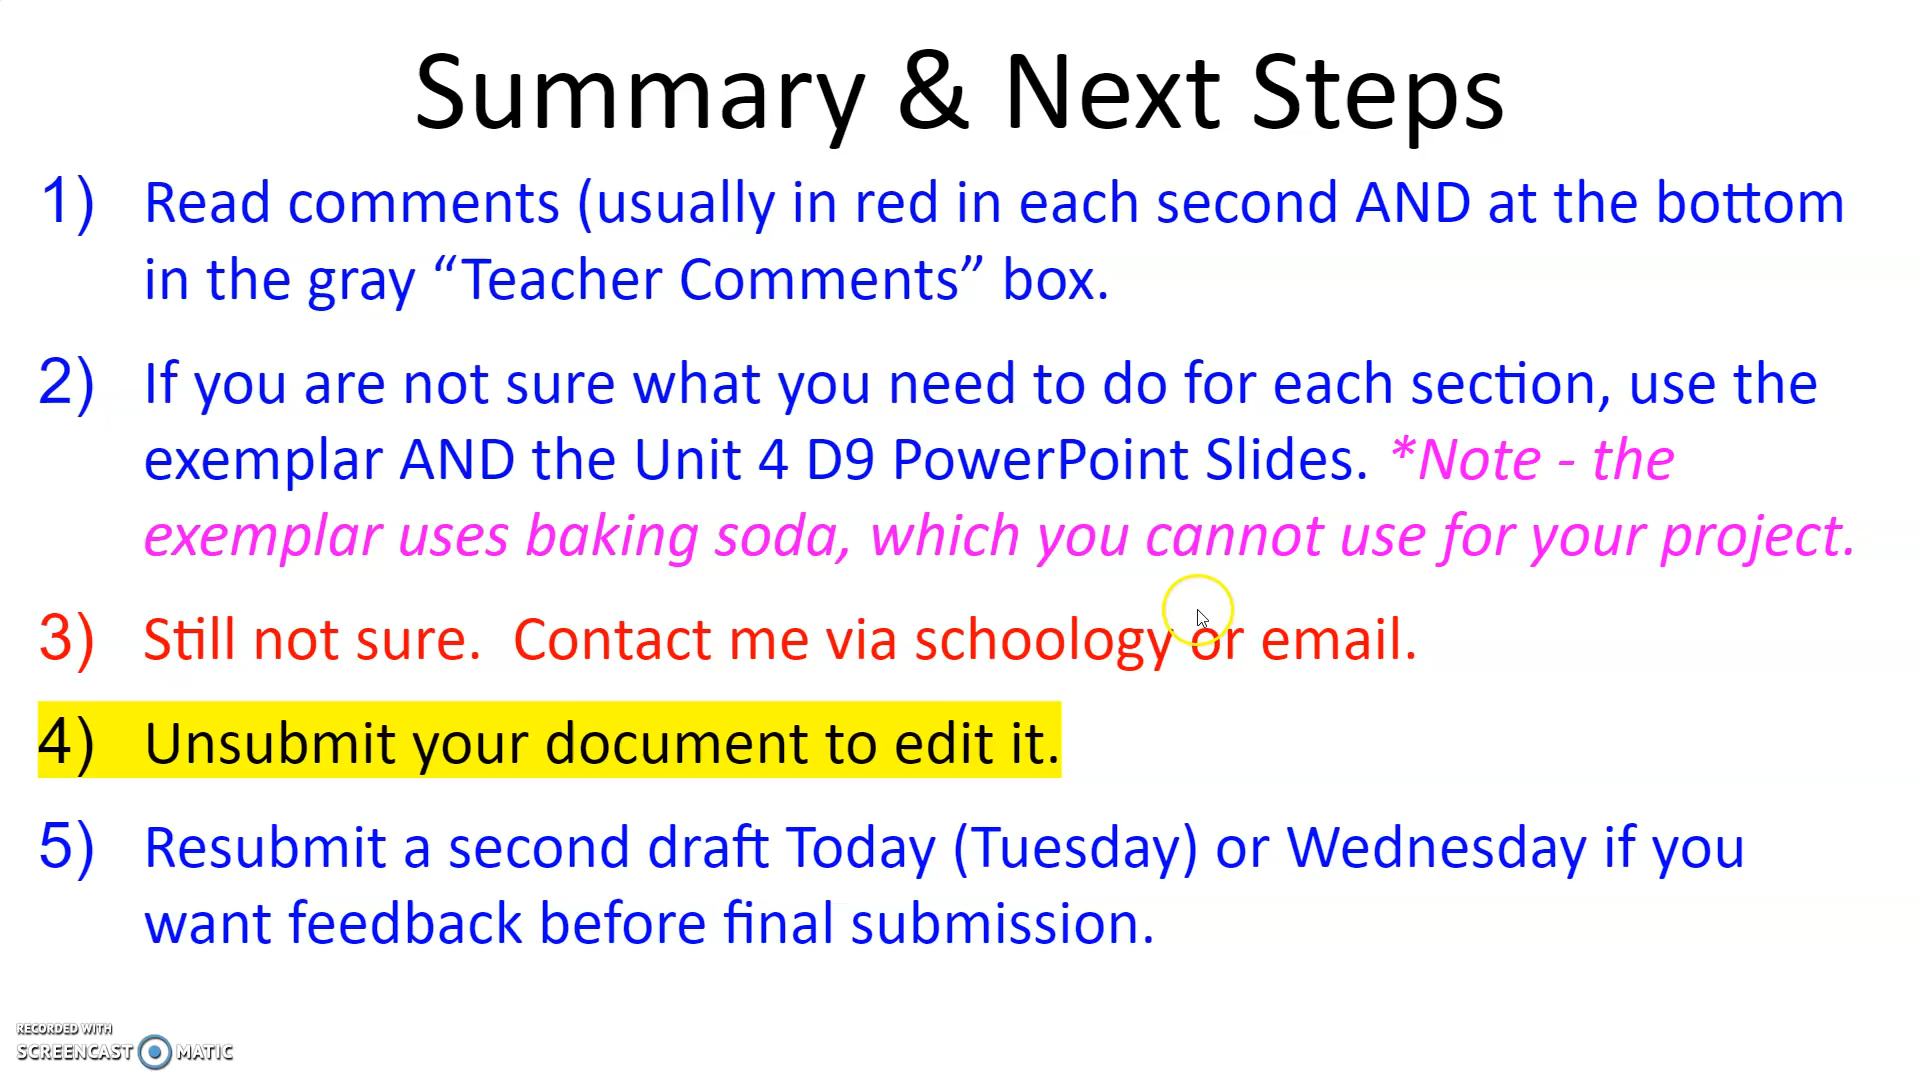 Summary & Next Steps
1) Read comments (usually in red in each second AND at the bottom
in the gray “Teacher Comments” box.
2) If you are not sure what you need to do for each section, use the
exemplar AND the Unit 4 D9 PowerPoint Slides. *Note - the
exemplar uses baking soda, which you cannot use for your project.
3) Still not sure.  Contact me via schoology or email.
4) Unsubmit your document to edit it.
5) Resubmit a second draft Today (Tuesday) or Wednesday if you
want feedback before final submission.
RECORDED WITH
SCREENCAST MATIC